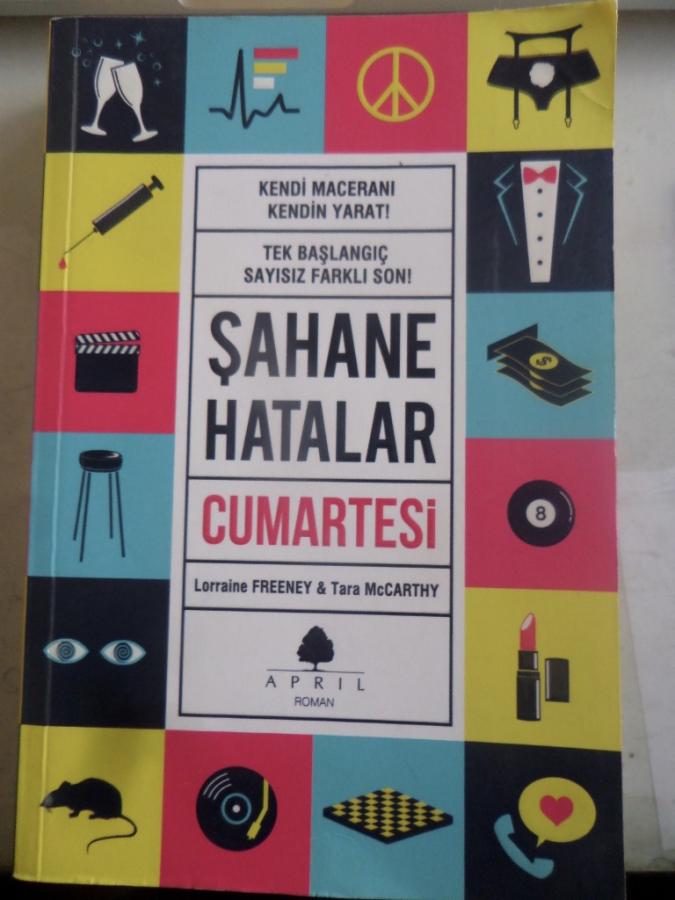 KENDİ MACERANI
KENDİN YARAT!
TEK BAŞLANGIÇ
SAYISIZ FARKLI SON!
ŞAHANE
HATALAR
CUMARTESİ
Lorraine FREENEY & Tara McCARTHY
APRIL
ROMAN
$
8